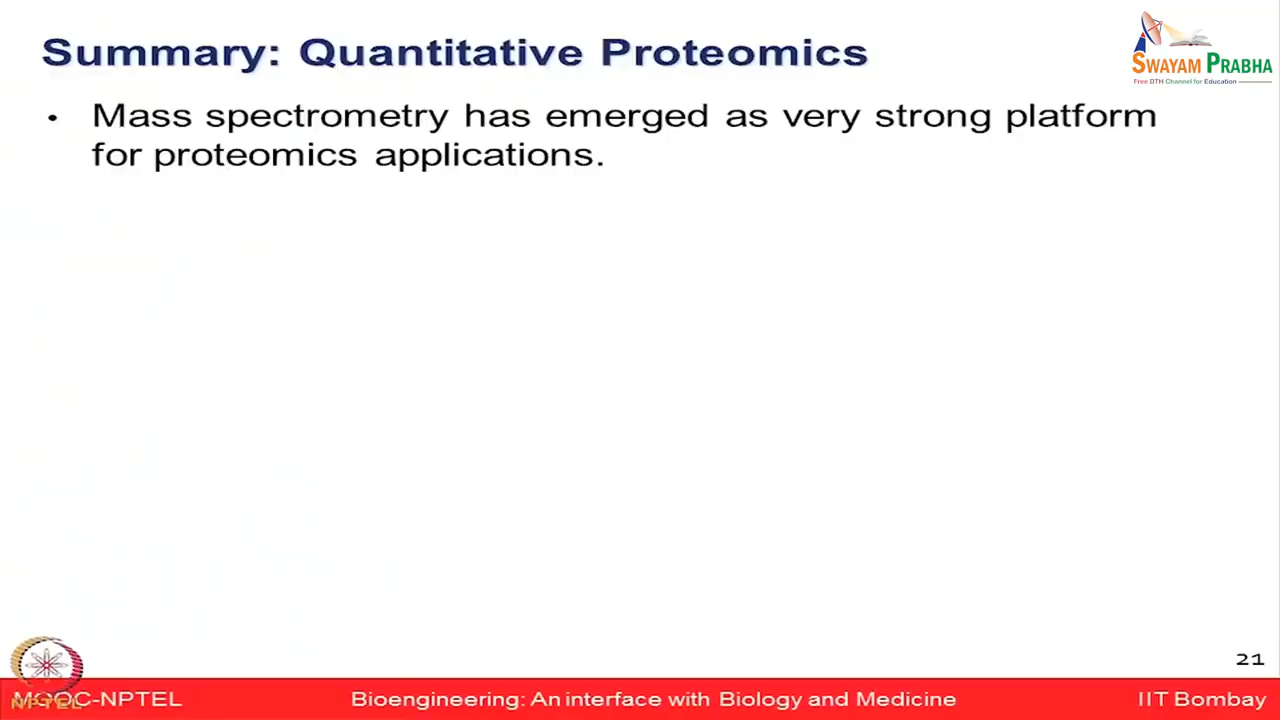 Summary: Quantitative Proteomics
SWAYAM PRABHA
Free DTH Channel for Education
• Mass spectrometry has emerged as very strong platform
for proteomics applications.
21
MOOC-NPTEL
NPTEL
Bioengineering: An interface with Biology and Medicine
IIT Bombay